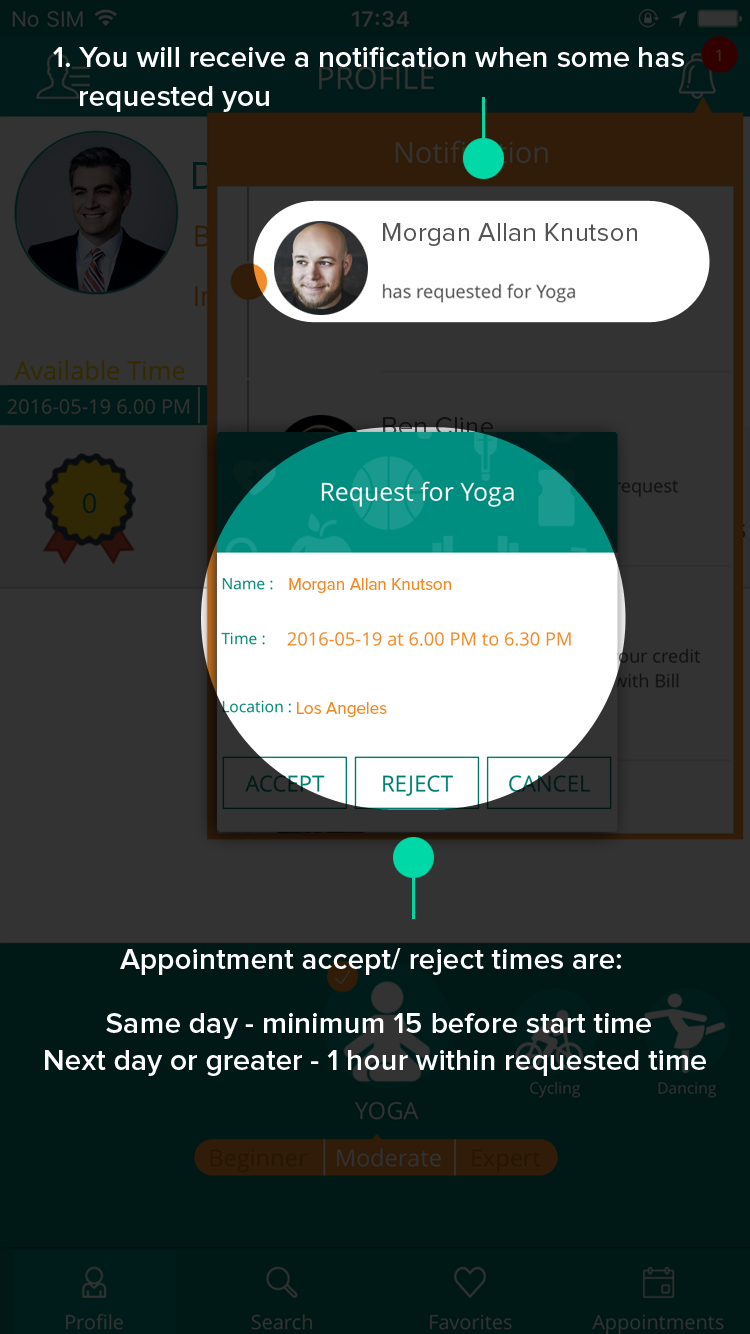 No SIM 17:34
1. You will receive a notification when some has
requested you
PROFILE
1
Notification
D
B
In
Morgan Allan Knutson
has requested for Yoga
Available Time
2016-05-19 6.00 PM
Ben Cline
request
0
Request for Yoga
Name : Morgan Allan Knutson
Time : 2016-05-19 at 6.00 PM to 6.30 PM
our credit
with Bill
Location : Los Angeles
ACCEPT REJECT CANCEL
Appointment accept/ reject times are:
Same day - minimum 15 before start time
Next day or greater - 1 hour within requested time
Cycling Dancing
YOGA
Beginner Moderate Expert
Profile Search Favorites Appointments